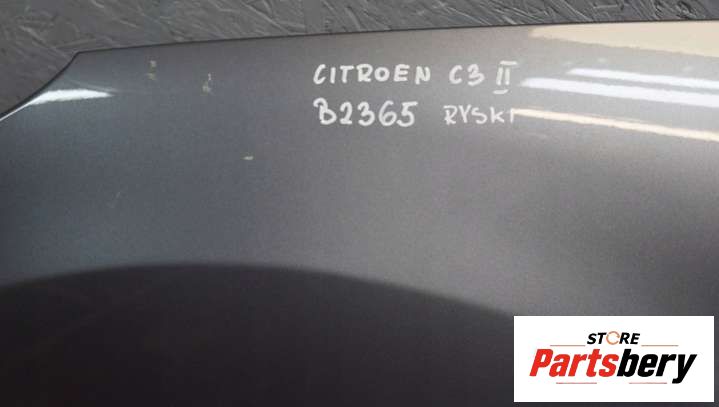 CITROEN C3 II
B2365 RYSKI
STORE
Partsbery